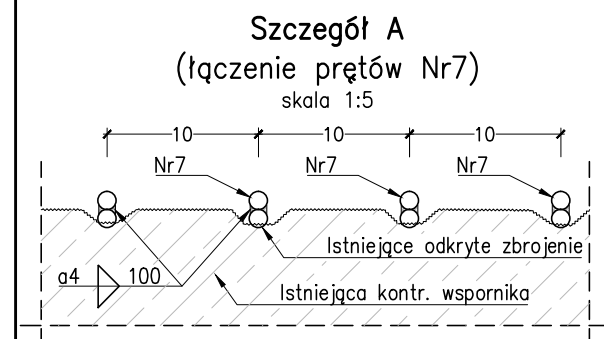 Szczegół A
(łączenie prętów Nr7)
skala 1:5
10 10 10
Nr7 Nr7 Nr7
Istniejące odkryte zbrojenie
a4 100
Istniejąca kontr. wspornika